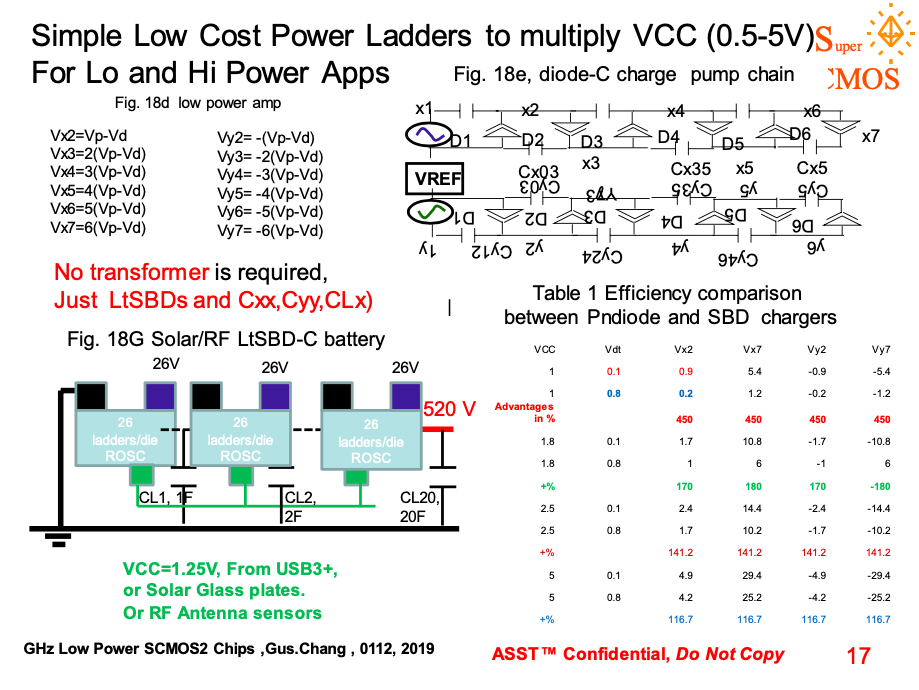 Simple Low Cost Power Ladders to multiply VCC (0.5-5V)
For Lo and Hi Power Apps
Super
CMOS
Fig. 18d low power amp
Vx2=Vp-Vd
Vx3=2(Vp-Vd)
Vx4=3(Vp-Vd)
Vx5=4(Vp-Vd)
Vx6=5(Vp-Vd)
Vx7=6(Vp-Vd)
Vy2= -(Vp-Vd)
Vy3= -2(Vp-Vd)
Vy4= -3(Vp-Vd)
Vy5= -4(Vp-Vd)
Vy6= -5(Vp-Vd)
Vy7= -6(Vp-Vd)
Fig. 18e, diode-C charge pump chain
x1 x2 x4 x6
D1 D2 D3 D4 D5 D6 x7
x3 Cx03 Cx35 x5 Cx5
VREF
Cy03 Cy35 y5 Cy5
D1 D2 D3 D4 D5 D6
1y Cy12 y2 Cy24 y4 Cy46 y6
No transformer is required,
Just LtSBDs and Cxx,Cyy,CLx)
|
Fig. 18G Solar/RF LtSBD-C battery
26V 26V 26V
520 V
26
ladders/die
ROSC
26
ladders/die
ROSC
26
ladders/die
ROSC
CL1, 1F
CL2,
2F
CL20,
20F
VCC=1.25V, From USB3+,
or Solar Glass plates.
Or RF Antenna sensors
Table 1 Efficiency comparison
between Pndiode and SBD chargers
VCC Vdt Vx2 Vx7 Vy2 Vy7
1 0.1 0.9 5.4 -0.9 -5.4
1 0.8 0.2 1.2 -0.2 -1.2
Advantages
in % 450 450 450 450
1.8 0.1 1.7 10.8 -1.7 -10.8
1.8 0.8 1 6 -1 6
+% 170 180 170 -180
2.5 0.1 2.4 14.4 -2.4 -14.4
2.5 0.8 1.7 10.2 -1.7 -10.2
+% 141.2 141.2 141.2 141.2
5 0.1 4.9 29.4 -4.9 -29.4
5 0.8 4.2 25.2 -4.2 -25.2
+% 116.7 116.7 116.7 116.7
GHz Low Power SCMOS2 Chips ,Gus.Chang , 0112, 2019
ASST™ Confidential, Do Not Copy
17